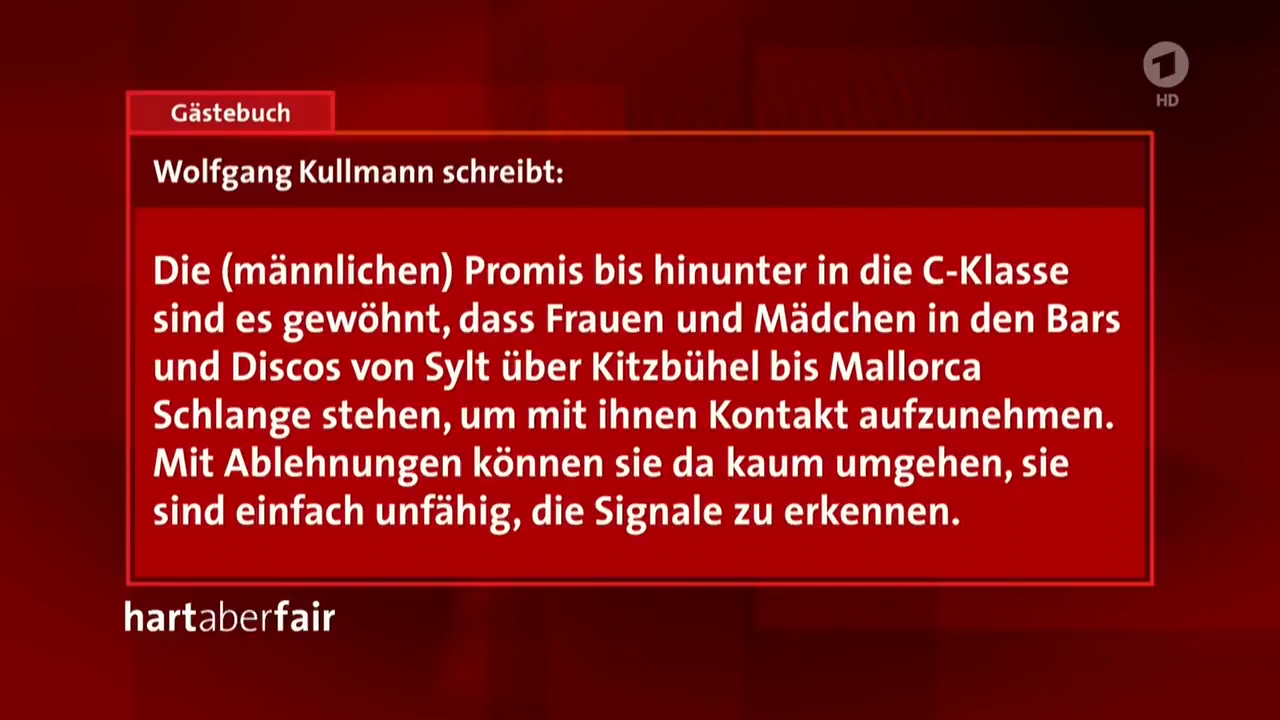 HD
Gästebuch
Wolfgang Kullmann schreibt:
Die (männlichen) Promis bis hinunter in die C-Klasse
sind es gewöhnt, dass Frauen und Mädchen in den Bars
und Discos von Sylt über Kitzbühel bis Mallorca
Schlange stehen, um mit ihnen Kontakt aufzunehmen.
Mit Ablehnungen können sie da kaum umgehen, sie
sind einfach unfähig, die Signale zu erkennen.
hartaberfair